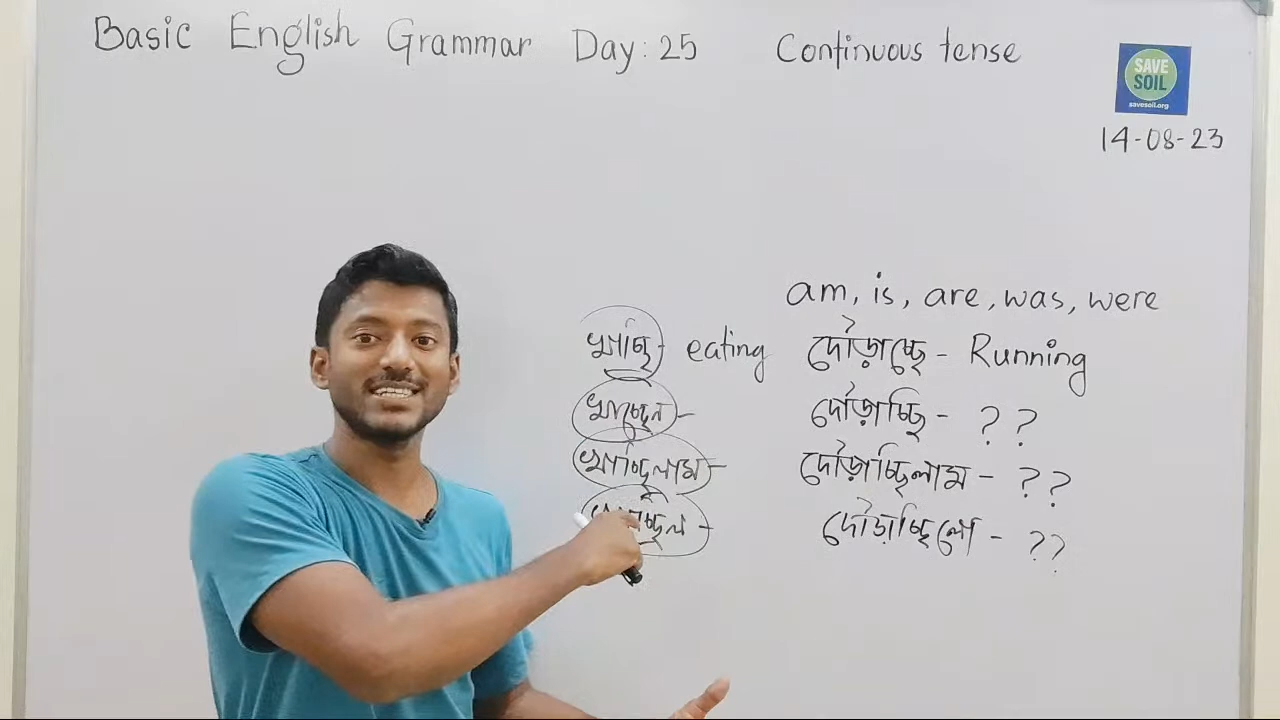 Basic English Grammar Day: 25 Continuous tense
SAVE
SOIL
savesoil.org
14-08-23
am, is, are, was, were
খাচ্ছি - eating দৌড়াচ্ছে - Running
খাচ্ছেন - দৌড়াচ্ছি - ??
খাচ্ছিলাম - দৌড়াচ্ছিলাম - ??
দৌড়াচ্ছিলো - ??